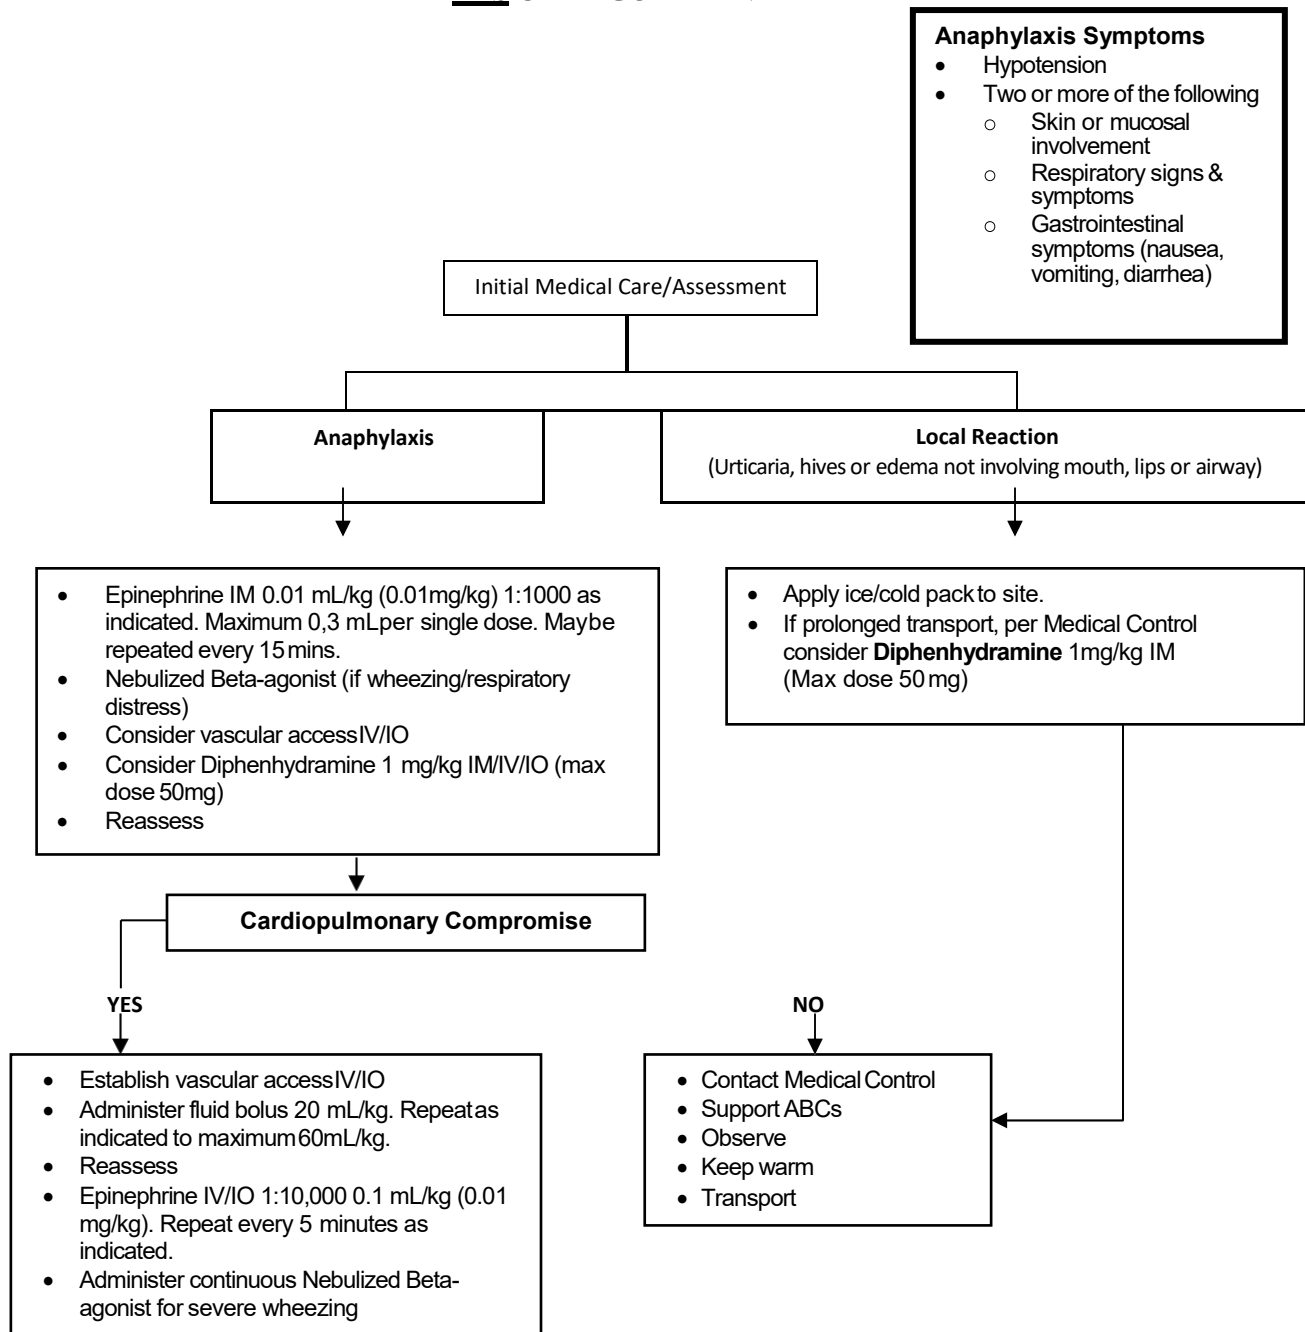 Anaphylaxis Symptoms
• Hypotension
• Two or more of the following
o Skin or mucosal
involvement
o Respiratory signs &
symptoms
o Gastrointestinal
symptoms (nausea,
vomiting, diarrhea)
Initial Medical Care/Assessment
Anaphylaxis
Local Reaction
(Urticaria, hives or edema not involving mouth, lips or airway)
• Epinephrine IM 0.01 mL/kg (0.01mg/kg) 1:1000 as
indicated. Maximum 0,3 mLper single dose. Maybe
repeated every 15 mins.
• Nebulized Beta-agonist (if wheezing/respiratory
distress)
• Consider vascular accessIV/IO
• Consider Diphenhydramine 1 mg/kg IM/IV/IO (max
dose 50mg)
• Reassess
• Apply ice/cold pack to site.
• If prolonged transport, per Medical Control
consider Diphenhydramine 1mg/kg IM
(Max dose 50 mg)
Cardiopulmonary Compromise
YES
NO
• Establish vascular accessIV/IO
• Administer fluid bolus 20 mL/kg. Repeat as
indicated to maximum 60mL/kg.
• Reassess
• Epinephrine IV/IO 1:10,000 0.1 mL/kg (0.01
mg/kg). Repeat every 5 minutes as
indicated.
• Administer continuous Nebulized Beta-
agonist for severe wheezing
• Contact Medical Control
• Support ABCs
• Observe
• Keep warm
• Transport